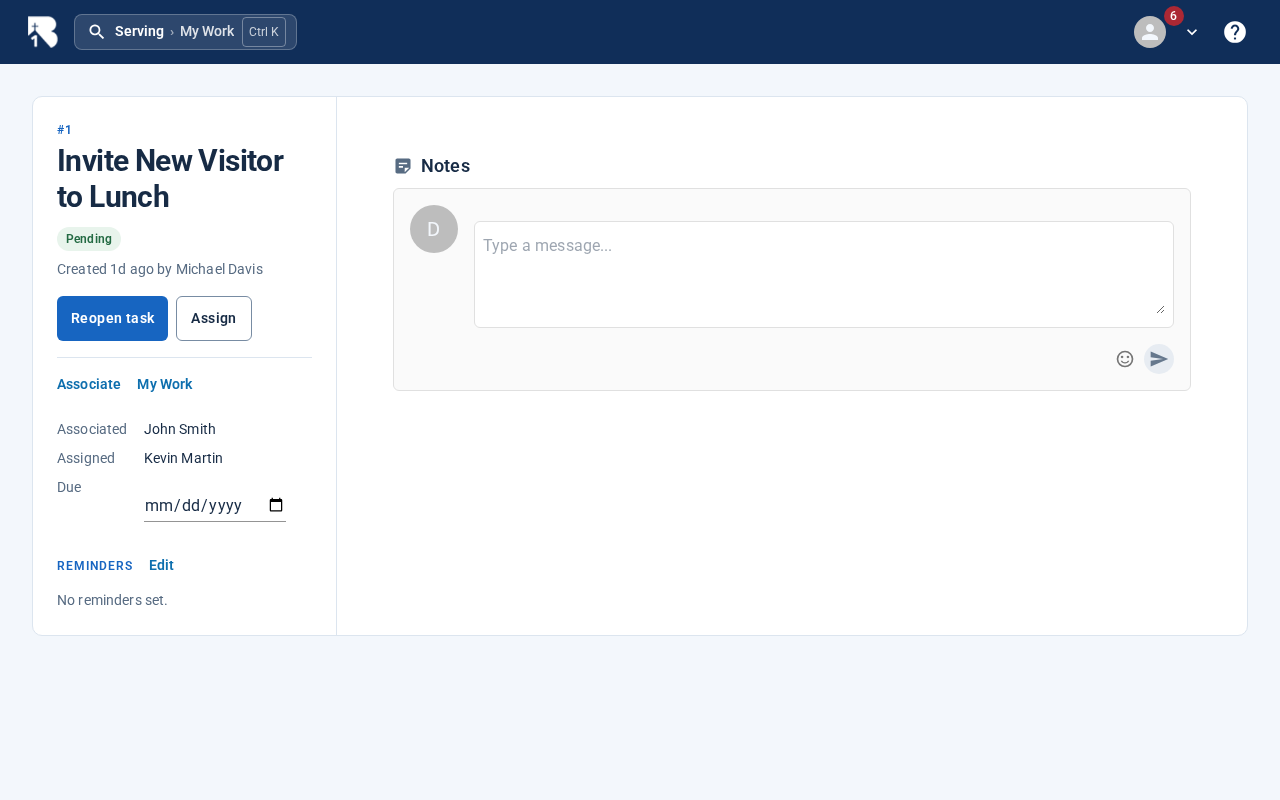 Serving › My Work Ctrl K
6
#1
Invite New Visitor
to Lunch
Pending
Created 1d ago by Michael Davis
Reopen task Assign
Associate My Work
Associated John Smith
Assigned Kevin Martin
Due
mm/dd/yyyy
REMINDERS Edit
No reminders set.
Notes
D
Type a message...